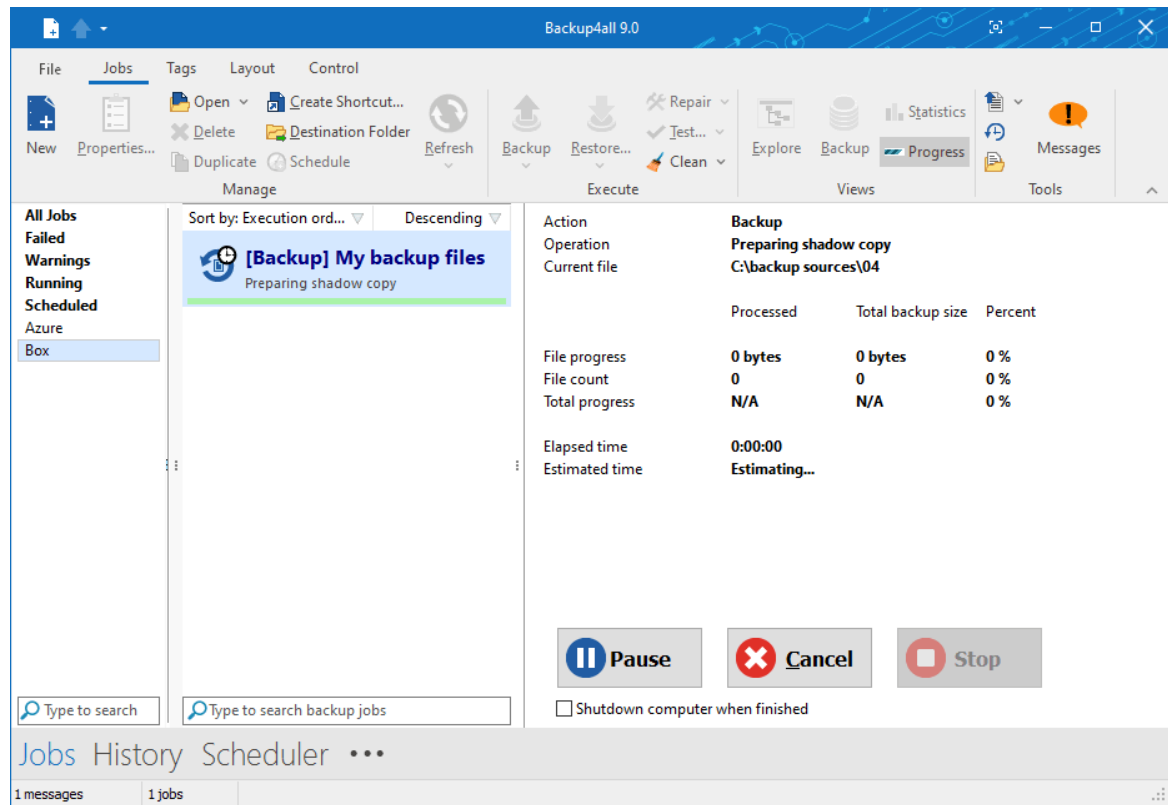 Backup4all 9.0
File Jobs Tags Layout Control
New
Properties...
Open
Delete
Duplicate
Create Shortcut...
Destination Folder
Schedule
Refresh
Manage
Backup
Restore...
Repair
Test...
Clean
Execute
Explore
Backup
Statistics
Progress
Views
Messages
Tools
All Jobs
Failed
Warnings
Running
Scheduled
Azure
Box
Type to search
Sort by: Execution ord... Descending
[Backup] My backup files
Preparing shadow copy
Type to search backup jobs
Action Backup
Operation Preparing shadow copy
Current file C:\backup sources\04
Processed Total backup size Percent
File progress 0 bytes 0 bytes 0 %
File count 0 0 0 %
Total progress N/A N/A 0 %
Elapsed time 0:00:00
Estimated time Estimating...
Pause Cancel Stop
Shutdown computer when finished
Jobs History Scheduler •••
1 messages 1 jobs